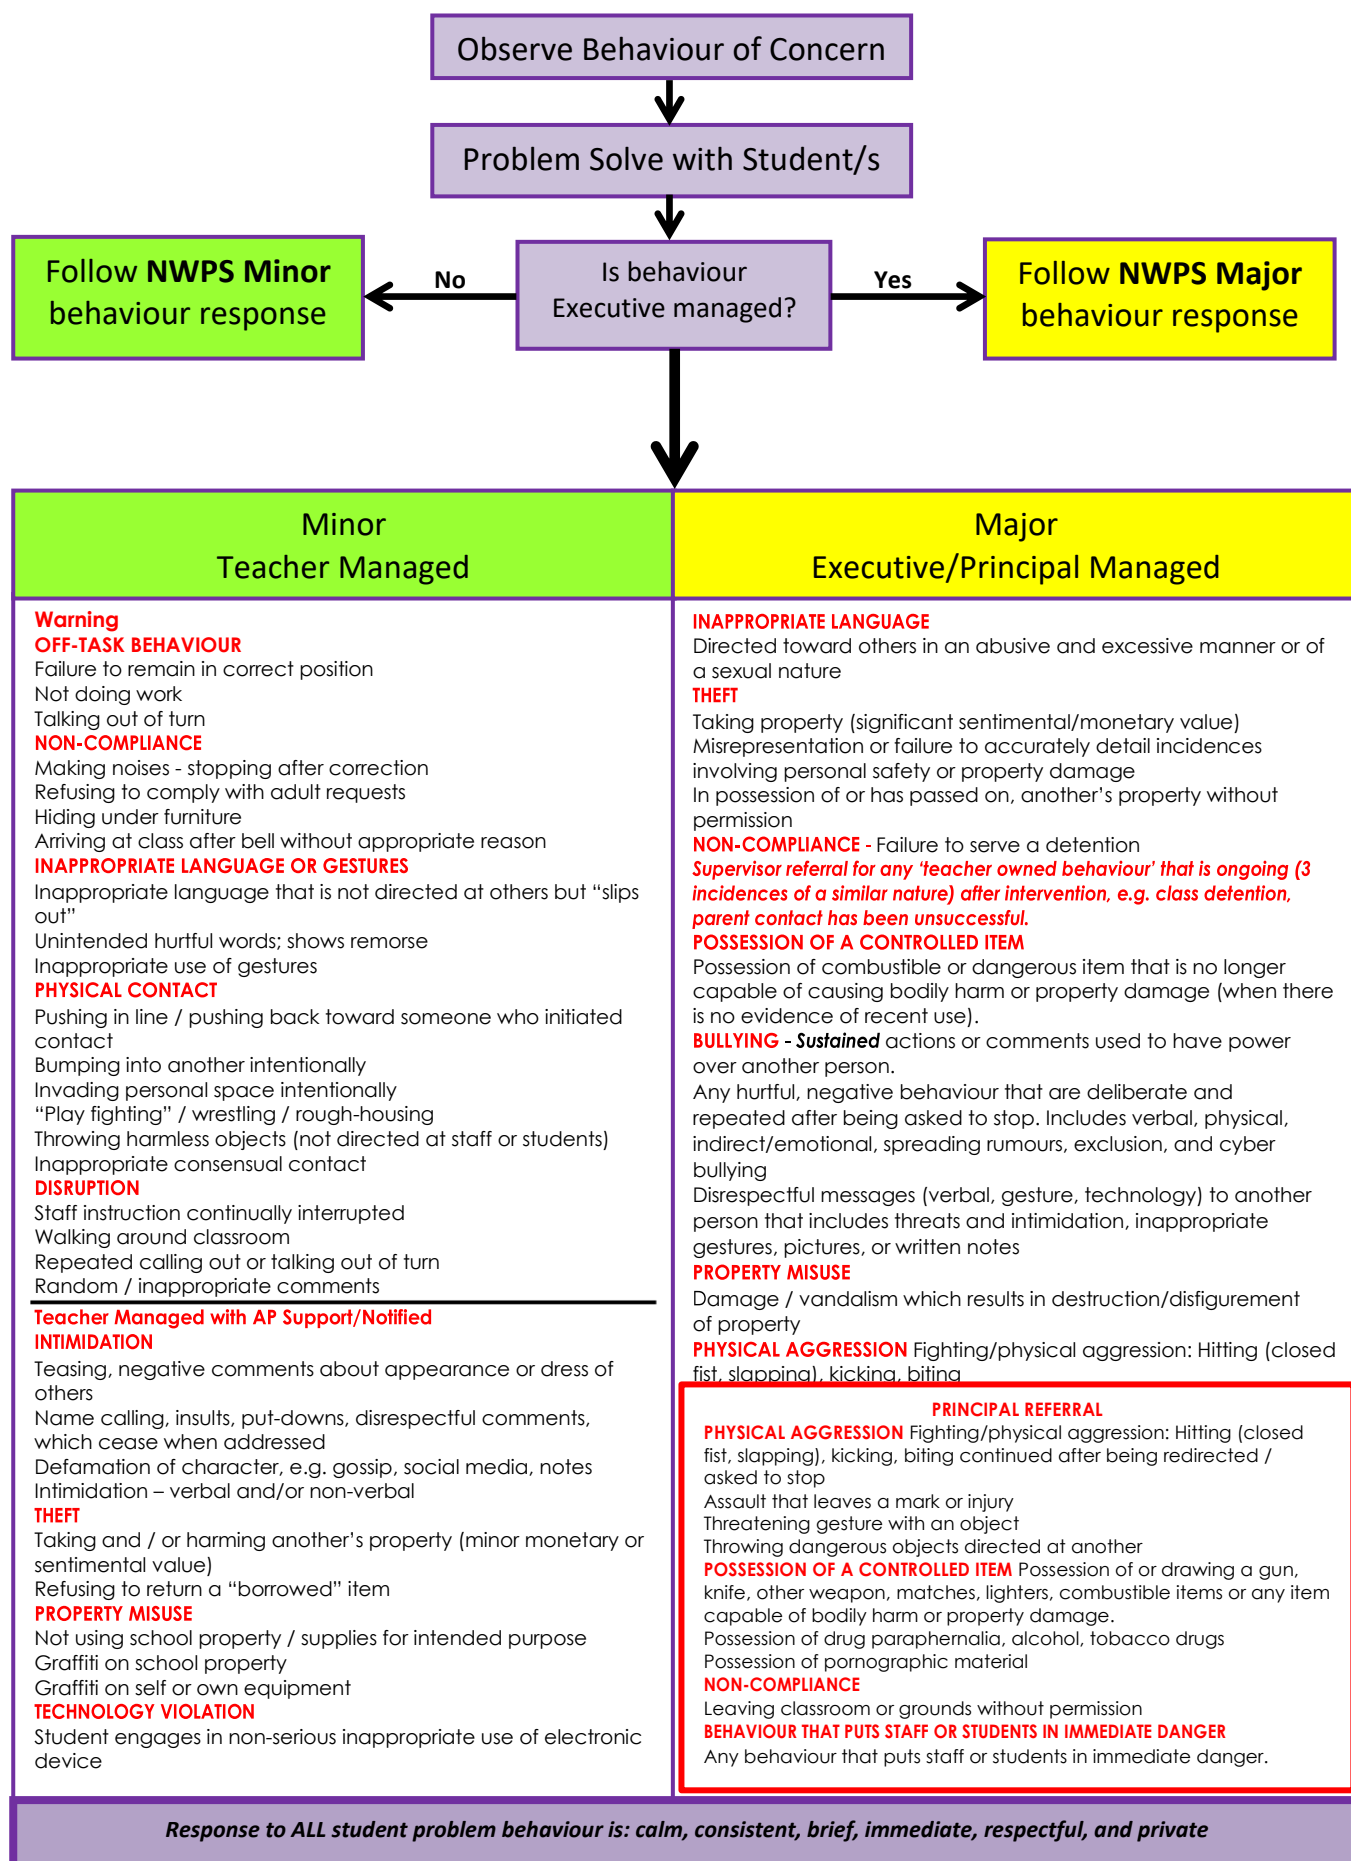 Observe Behaviour of Concern
Problem Solve with Student/s
Follow NWPS Minor
behaviour response
No
Is behaviour
Executive managed?
Yes
Follow NWPS Major
behaviour response
Minor
Teacher Managed
Warning
OFF-TASK BEHAVIOUR
Failure to remain in correct position
Not doing work
Talking out of turn
NON-COMPLIANCE
Making noises - stopping after correction
Refusing to comply with adult requests
Hiding under furniture
Arriving at class after bell without appropriate reason
INAPPROPRIATE LANGUAGE OR GESTURES
Inappropriate language that is not directed at others but “slips
out”
Unintended hurtful words; shows remorse
Inappropriate use of gestures
PHYSICAL CONTACT
Pushing in line / pushing back toward someone who initiated
contact
Bumping into another intentionally
Invading personal space intentionally
“Play fighting” / wrestling / rough-housing
Throwing harmless objects (not directed at staff or students)
Inappropriate consensual contact
DISRUPTION
Staff instruction continually interrupted
Walking around classroom
Repeated calling out or talking out of turn
Random / inappropriate comments
Teacher Managed with AP Support/Notified
INTIMIDATION
Teasing, negative comments about appearance or dress of
others
Name calling, insults, put-downs, disrespectful comments,
which cease when addressed
Defamation of character, e.g. gossip, social media, notes
Intimidation – verbal and/or non-verbal
THEFT
Taking and / or harming another’s property (minor monetary or
sentimental value)
Refusing to return a “borrowed” item
PROPERTY MISUSE
Not using school property / supplies for intended purpose
Graffiti on school property
Graffiti on self or own equipment
TECHNOLOGY VIOLATION
Student engages in non-serious inappropriate use of electronic
device
Major
Executive/Principal Managed
INAPPROPRIATE LANGUAGE
Directed toward others in an abusive and excessive manner or of
a sexual nature
THEFT
Taking property (significant sentimental/monetary value)
Misrepresentation or failure to accurately detail incidences
involving personal safety or property damage
In possession of or has passed on, another’s property without
permission
NON-COMPLIANCE - Failure to serve a detention
Supervisor referral for any ‘teacher owned behaviour’ that is ongoing (3
incidences of a similar nature) after intervention, e.g. class detention,
parent contact has been unsuccessful.
POSSESSION OF A CONTROLLED ITEM
Possession of combustible or dangerous item that is no longer
capable of causing bodily harm or property damage (when there
is no evidence of recent use).
BULLYING - Sustained actions or comments used to have power
over another person.
Any hurtful, negative behaviour that are deliberate and
repeated after being asked to stop. Includes verbal, physical,
indirect/emotional, spreading rumours, exclusion, and cyber
bullying
Disrespectful messages (verbal, gesture, technology) to another
person that includes threats and intimidation, inappropriate
gestures, pictures, or written notes
PROPERTY MISUSE
Damage / vandalism which results in destruction/disfigurement
of property
PHYSICAL AGGRESSION Fighting/physical aggression: Hitting (closed
fist, slapping), kicking, biting
PRINCIPAL REFERRAL
PHYSICAL AGGRESSION Fighting/physical aggression: Hitting (closed
fist, slapping), kicking, biting continued after being redirected /
asked to stop
Assault that leaves a mark or injury
Threatening gesture with an object
Throwing dangerous objects directed at another
POSSESSION OF A CONTROLLED ITEM Possession of or drawing a gun,
knife, other weapon, matches, lighters, combustible items or any item
capable of bodily harm or property damage.
Possession of drug paraphernalia, alcohol, tobacco drugs
Possession of pornographic material
NON-COMPLIANCE
Leaving classroom or grounds without permission
BEHAVIOUR THAT PUTS STAFF OR STUDENTS IN IMMEDIATE DANGER
Any behaviour that puts staff or students in immediate danger.
Response to ALL student problem behaviour is: calm, consistent, brief, immediate, respectful, and private